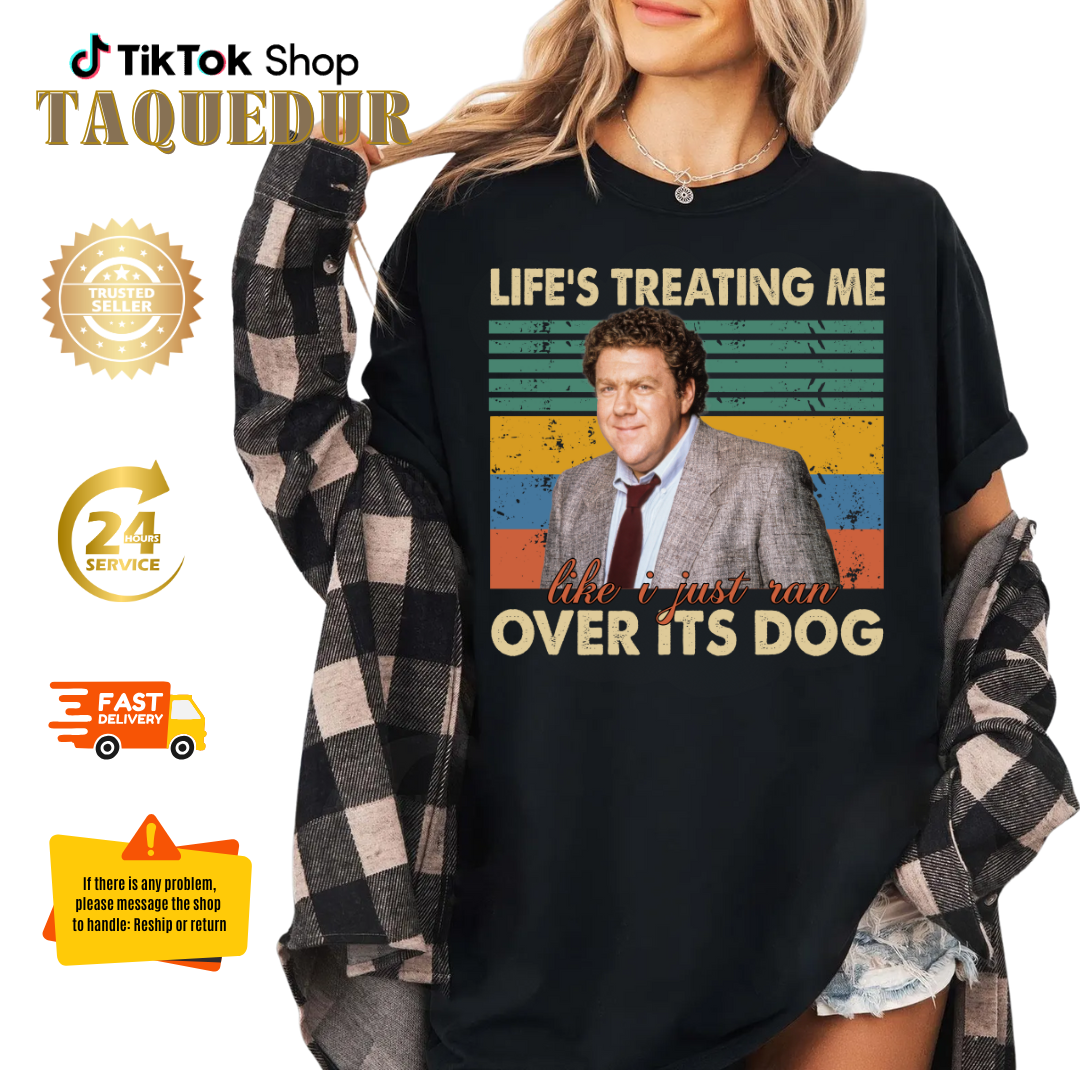 TikTok Shop
TAQUEDUR
TRUSTED
SELLER
24
HOURS
SERVICE
FAST
DELIVERY
If there is any problem,
please message the shop
to handle: Reship or return
LIFE'S TREATING ME
like i just ran
OVER ITS DOG